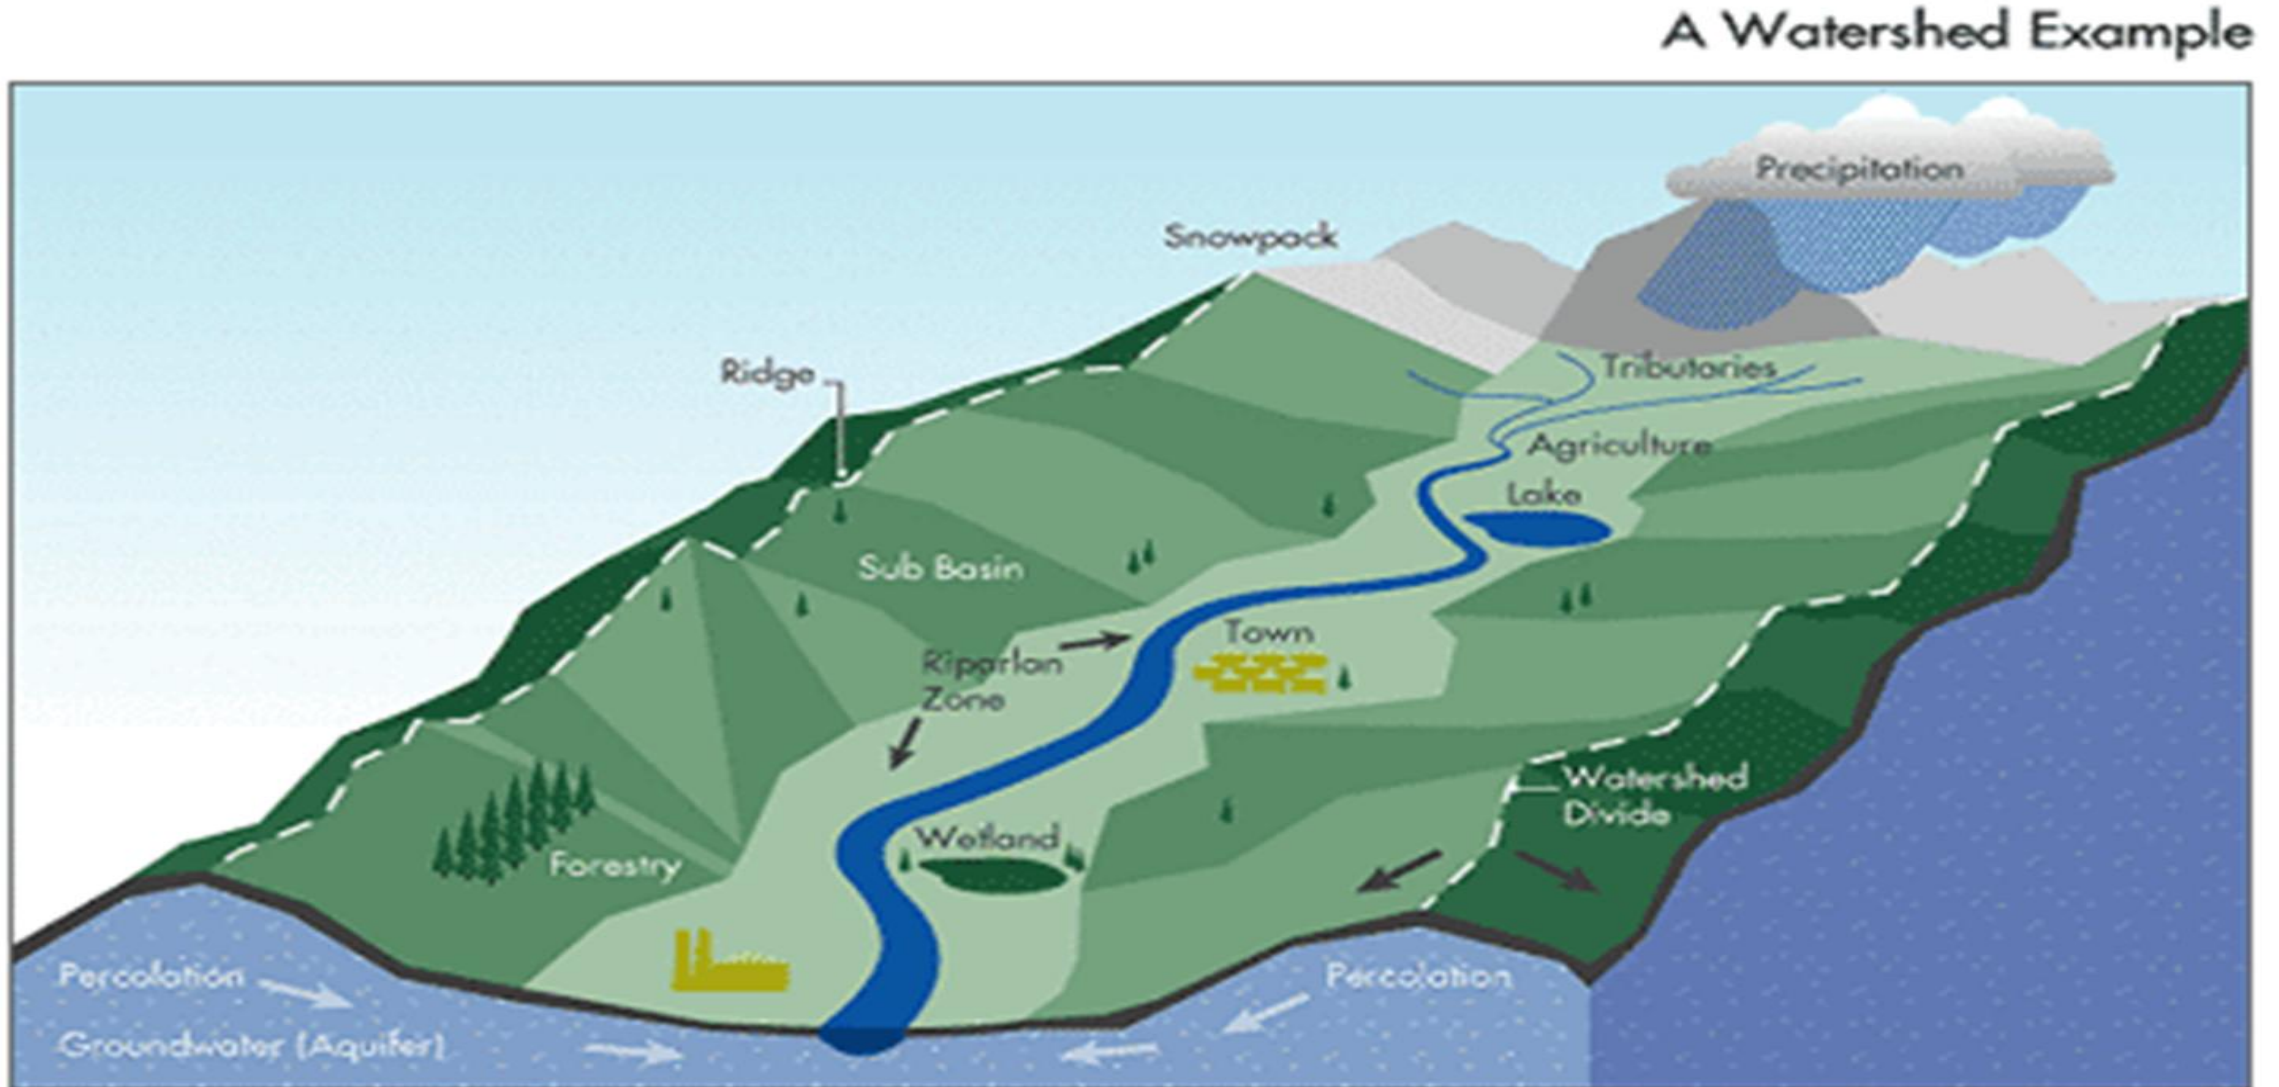 A Watershed Example
Precipitation
Snowpack
Ridge
Tributaries
Agriculture
Lake
Sub Basin
Town
Riparian
Zone
Watershed
Divide
Wetland
Forestry
Percolation
Percolation
Groundwater (Aquifer)